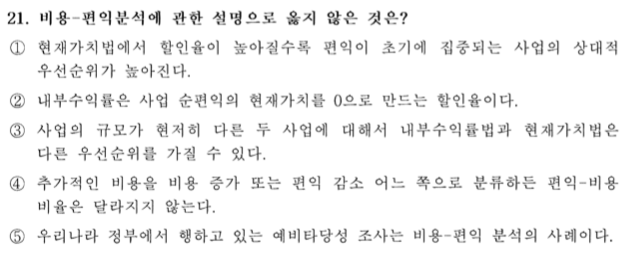 21. 비용-편익분석에 관한 설명으로 옳지 않은 것은?
① 현재가치법에서 할인율이 높아질수록 편익이 초기에 집중되는 사업의 상대적
우선순위가 높아진다.
② 내부수익률은 사업 순편익의 현재가치를 0으로 만드는 할인율이다.
③ 사업의 규모가 현저히 다른 두 사업에 대해서 내부수익률법과 현재가치법은
다른 우선순위를 가질 수 있다.
④ 추가적인 비용을 비용 증가 또는 편익 감소 어느 쪽으로 분류하든 편익-비용
비율은 달라지지 않는다.
⑤ 우리나라 정부에서 행하고 있는 예비타당성 조사는 비용-편익 분석의 사례이다.